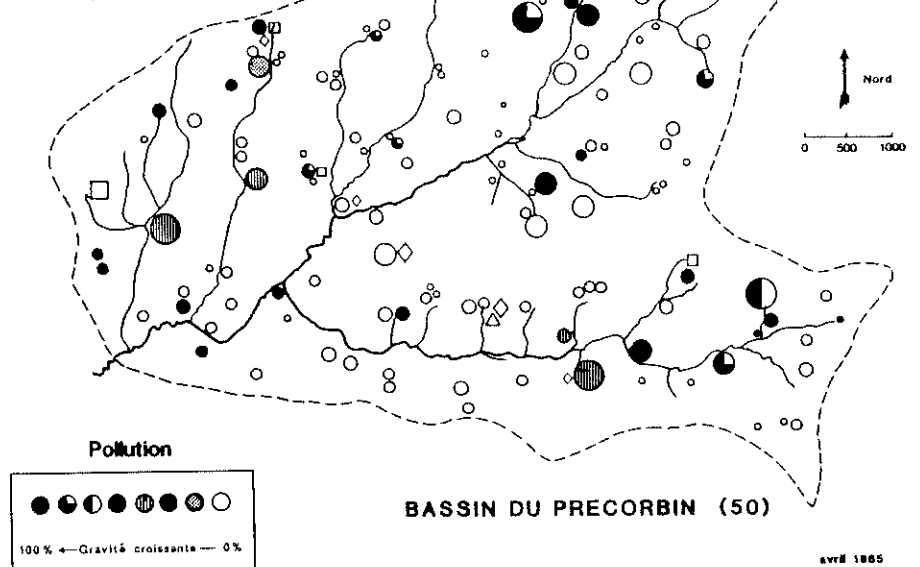 Nord
0 500 1000
Pollution
100 % ←Gravité croissante — 0 %
BASSIN DU PRECORBIN (50)
avril 1985